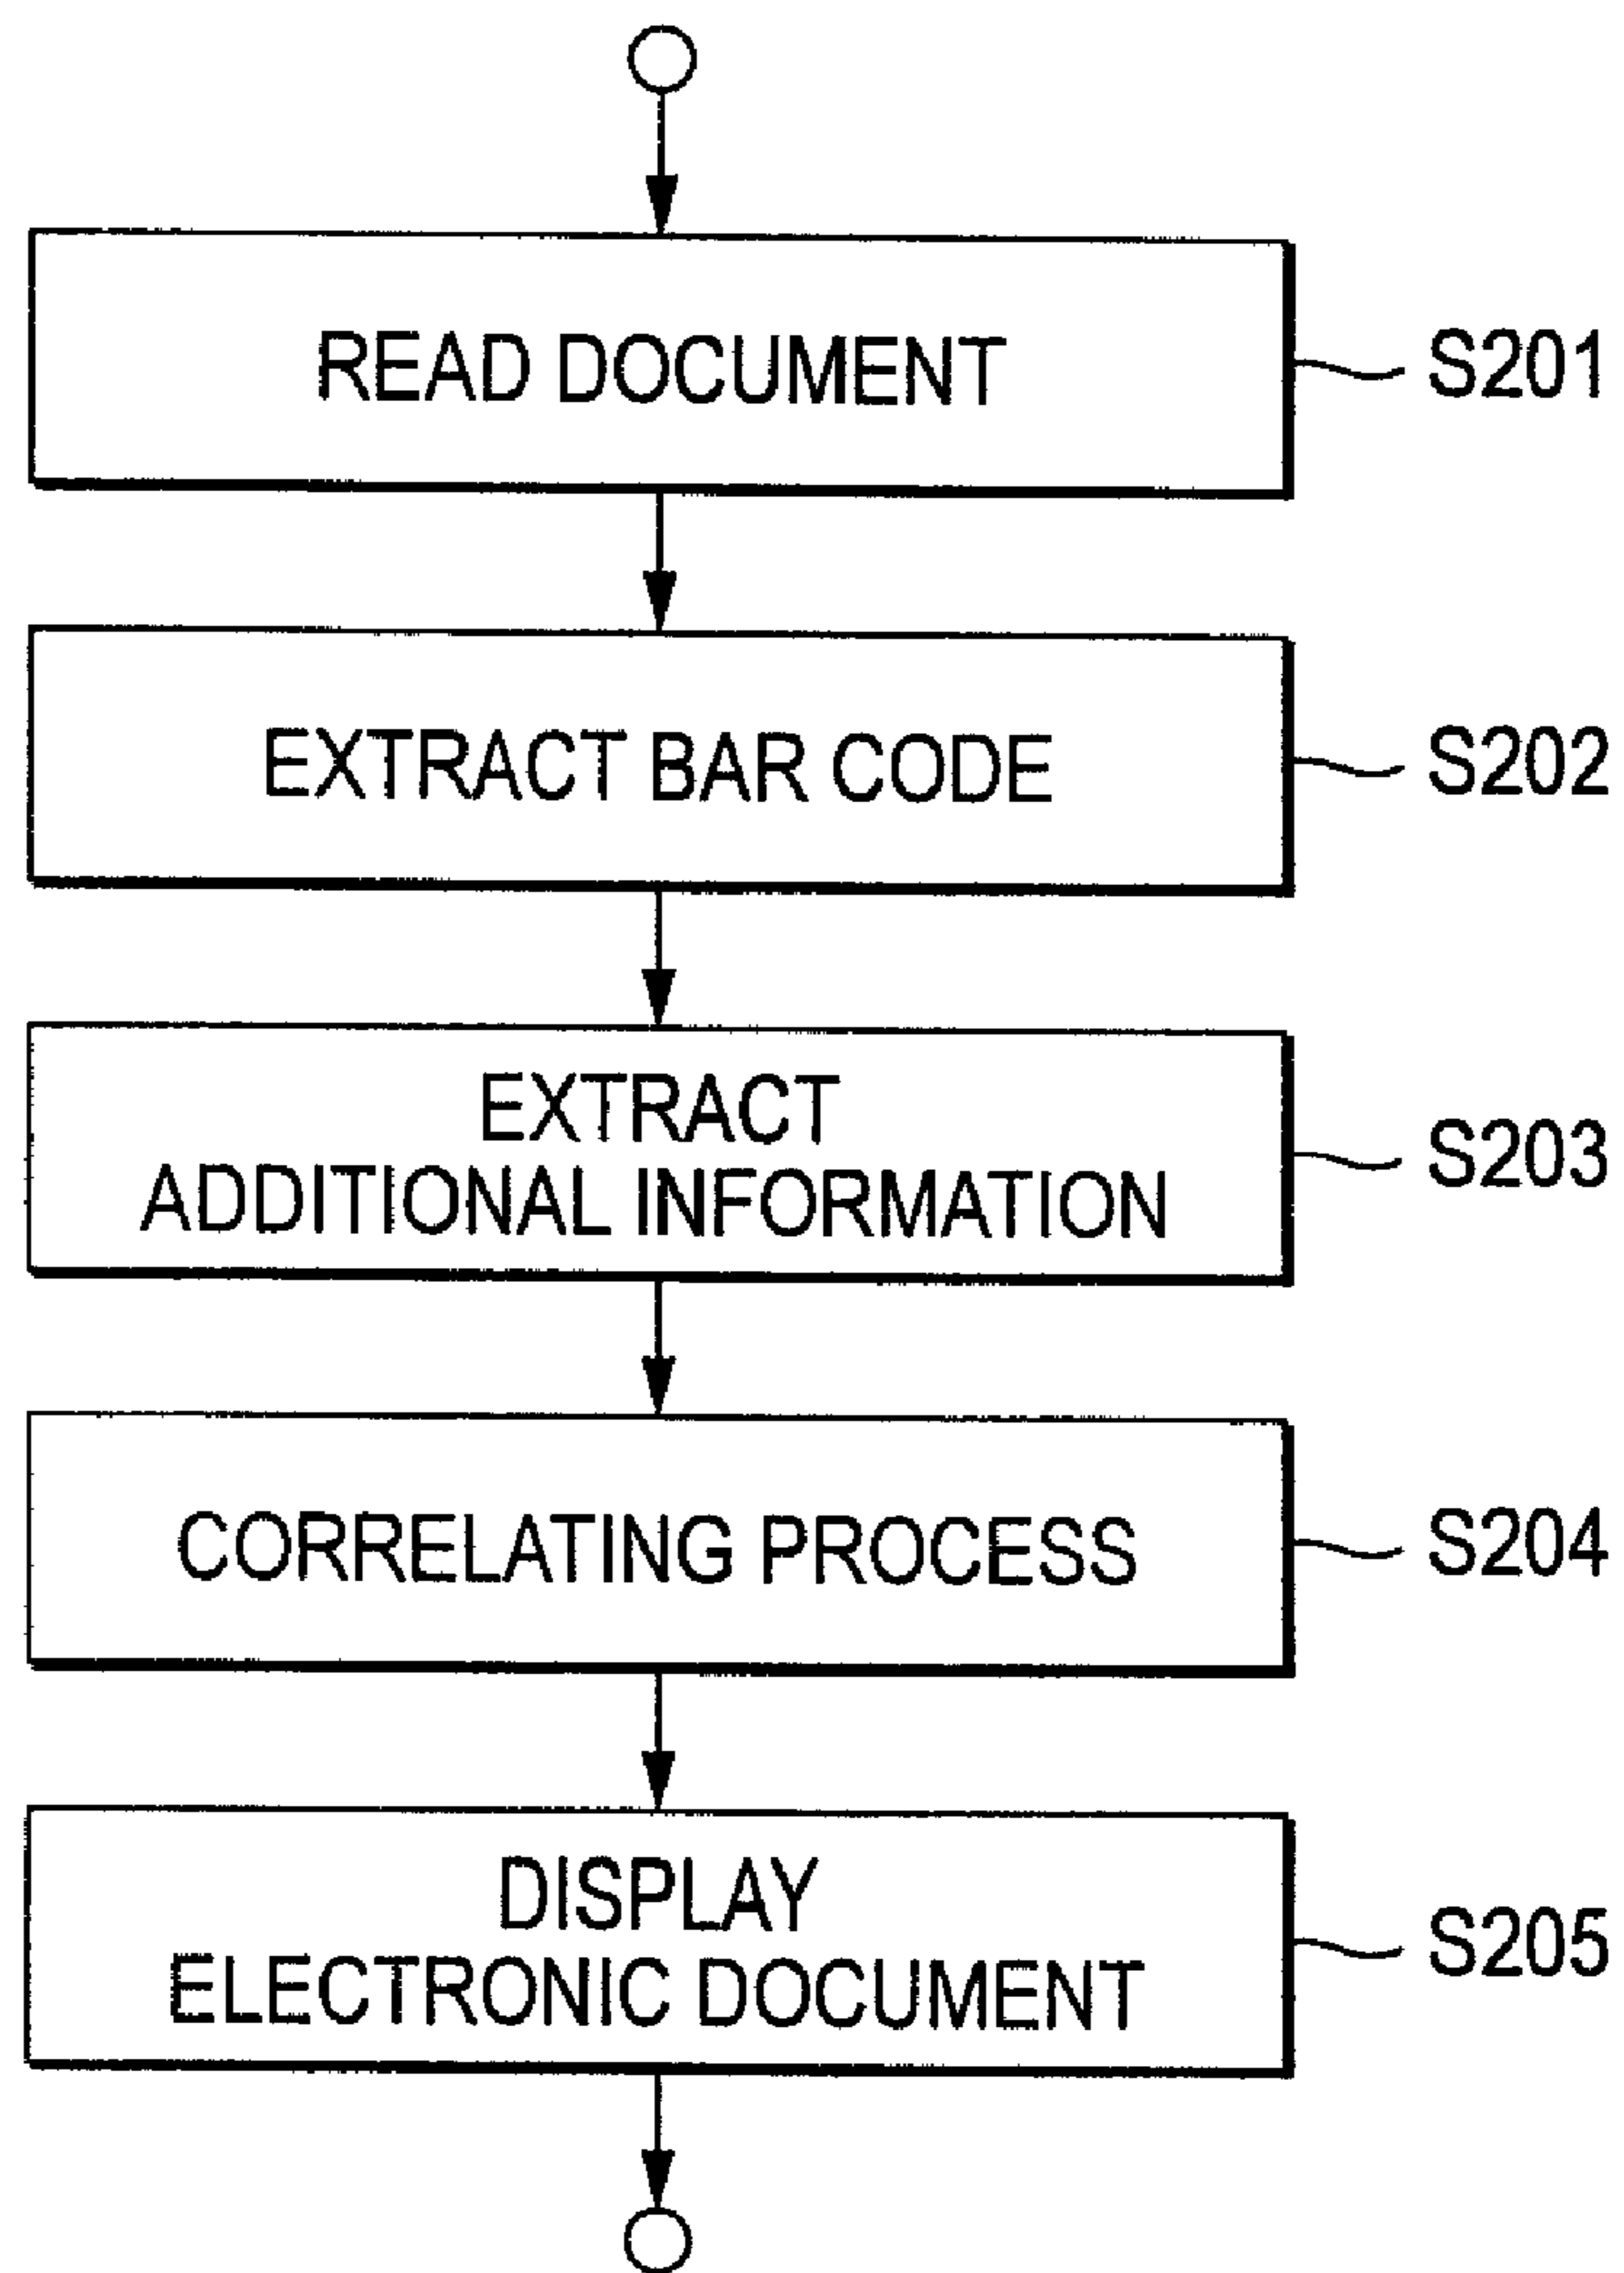 READ DOCUMENT
S201
EXTRACT BAR CODE
S202
EXTRACT
ADDITIONAL INFORMATION
S203
CORRELATING PROCESS
S204
DISPLAY
ELECTRONIC DOCUMENT
S205